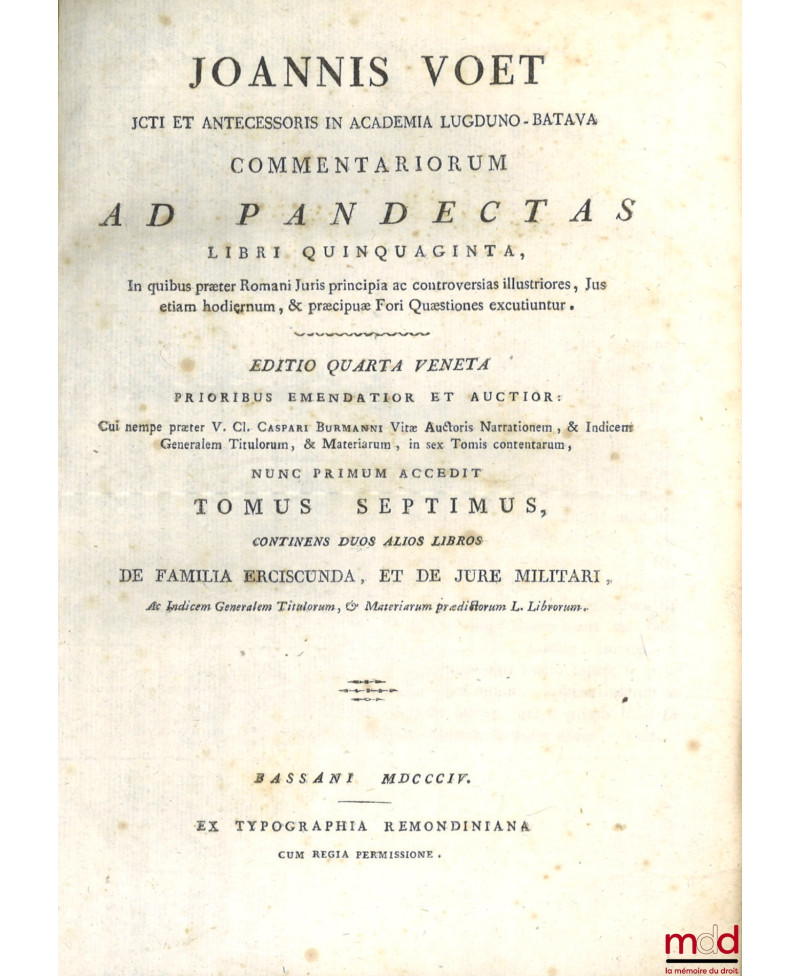 JOANNIS VOET
JCTI ET ANTECESSORIS IN ACADEMIA LUGDUNO-BATAVA
COMMENTARIORUM
AD PANDECTAS
LIBRI QUINQUAGINTA,
In quibus præter Romani Juris principia ac controversias illustriores, Jus
etiam hodiernum, & præcipuæ Fori Quæstiones excutiuntur.
EDITIO QUARTA VENETA
PRIORIBUS EMENDATIOR ET AUCTIOR:
Cui nempe præter V. Cl. CASPARI BURMANNI Vitæ Auctoris Narrationem, & Indicem
Generalem Titulorum, & Materiarum, in sex Tomis contentarum,
NUNC PRIMUM ACCEDIT
TOMUS SEPTIMUS,
CONTINENS DUOS ALIOS LIBROS
DE FAMILIA ERCISCUNDA, ET DE JURE MILITARI,
Ac Indicem Generalem Titulorum, & Materiarum prædictorum L. Librorum.
BASSANI MDCCCIV.
EX TYPOGRAPHIA REMONDINIANA
CUM REGIA PERMISSIONE.
mdd
la mémoire du droit